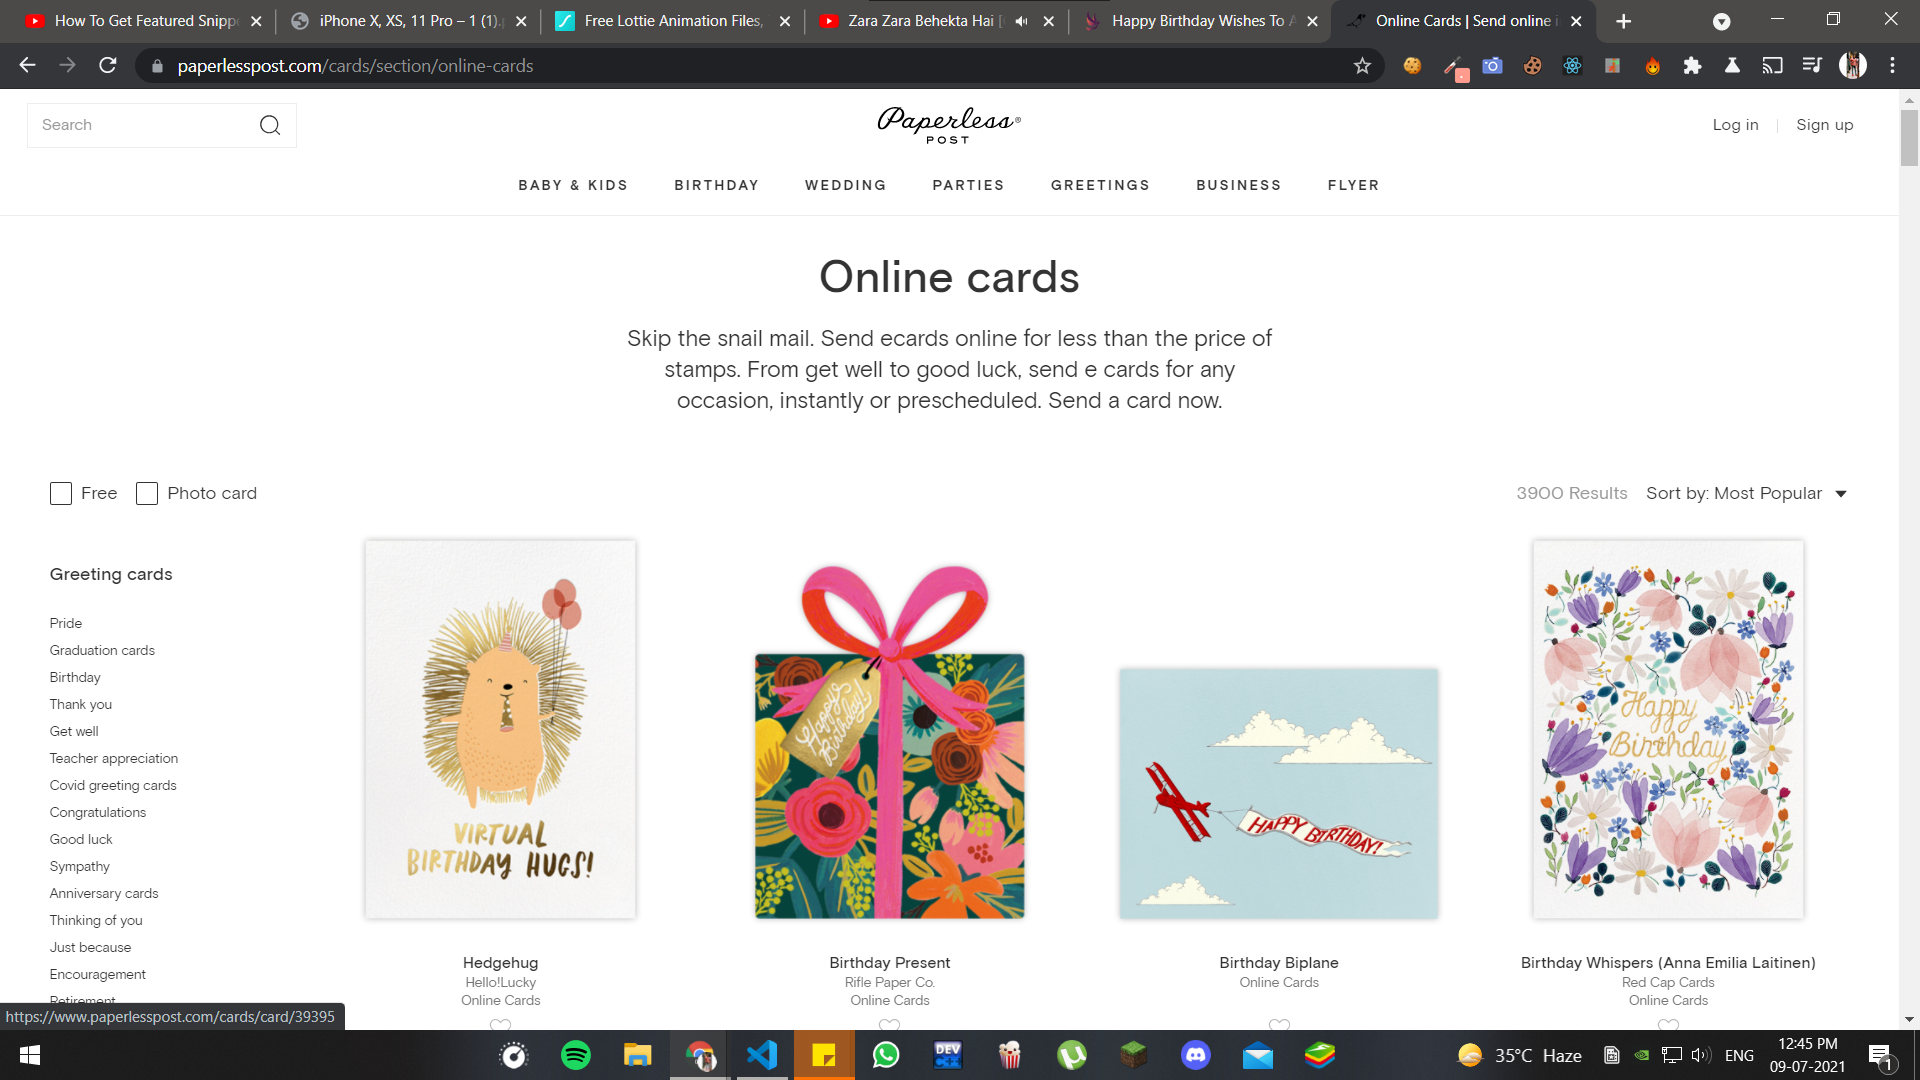 How To Get Featured Snippe
iPhone X, XS, 11 Pro – 1 (1).p
Free Lottie Animation Files,
Zara Zara Behekta Hai [
Happy Birthday Wishes To A
Online Cards | Send online i
paperlesspost.com/cards/section/online-cards
Search
Paperless®
POST
Log in
Sign up
BABY & KIDS
BIRTHDAY
WEDDING
PARTIES
GREETINGS
BUSINESS
FLYER
Online cards
Skip the snail mail. Send ecards online for less than the price of
stamps. From get well to good luck, send e cards for any
occasion, instantly or prescheduled. Send a card now.
Free
Photo card
3900 Results
Sort by: Most Popular
Greeting cards
Pride
Graduation cards
Birthday
Thank you
Get well
Teacher appreciation
Covid greeting cards
Congratulations
Good luck
Sympathy
Anniversary cards
Thinking of you
Just because
Encouragement
Retirement
VIRTUAL
BIRTHDAY HUGS!
Hedgehug
Hello!Lucky
Online Cards
Happy
Birthday!
Birthday Present
Rifle Paper Co.
Online Cards
HAPPY BIRTHDAY!
Birthday Biplane
Online Cards
Happy
Birthday
Birthday Whispers (Anna Emilia Laitinen)
Red Cap Cards
Online Cards
https://www.paperlesspost.com/cards/card/39395
DEV
C++
35°C Haze
ENG
12:45 PM
09-07-2021
1